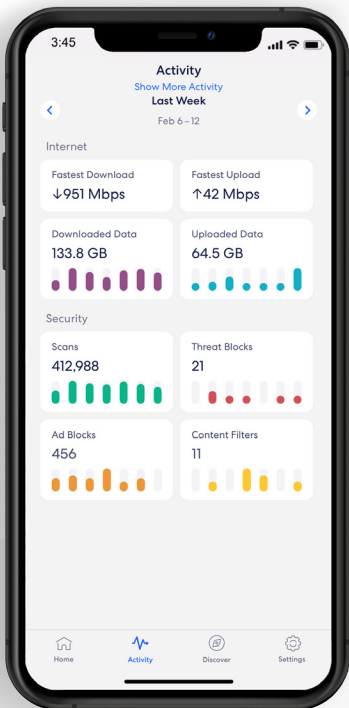 3:45
Activity
Show More Activity
Last Week
Feb 6–12
Internet
Fastest Download
↓951 Mbps
Fastest Upload
↑42 Mbps
Downloaded Data
133.8 GB
Uploaded Data
64.5 GB
Security
Scans
412,988
Threat Blocks
21
Ad Blocks
456
Content Filters
11
Home
Activity
Discover
Settings